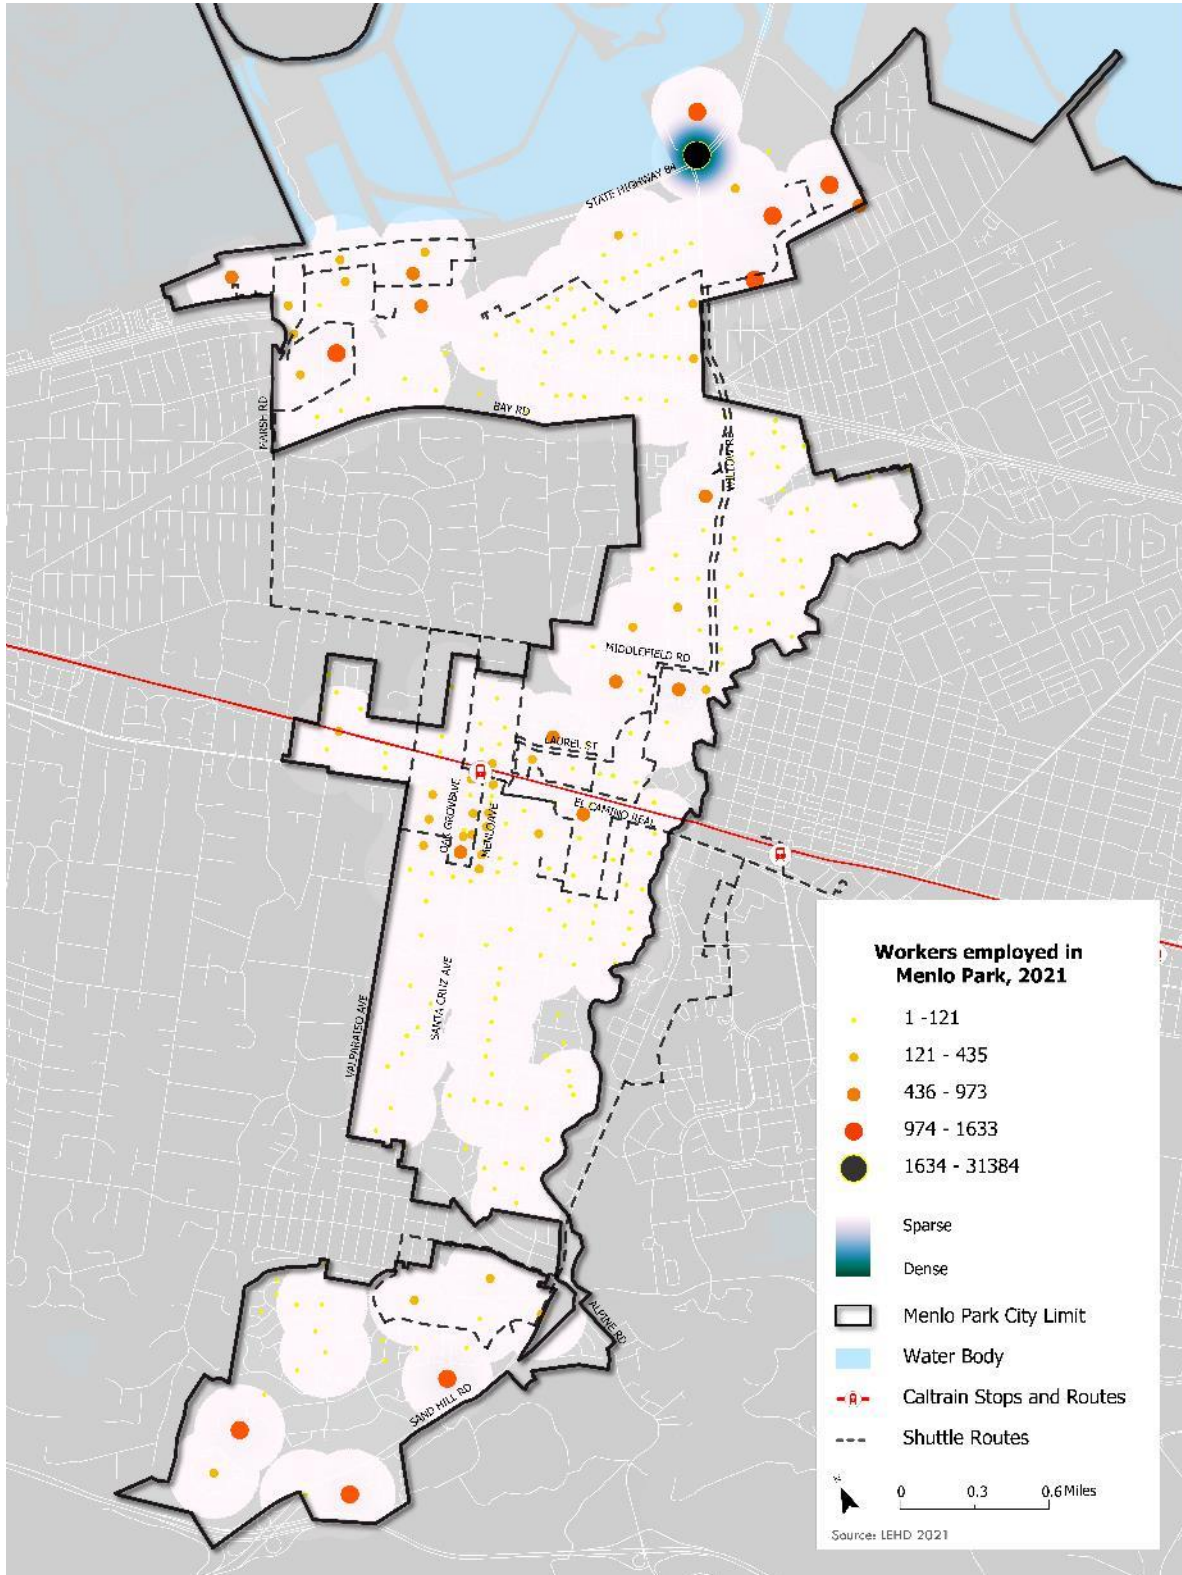 STATE HIGHWAY 84
MARSH RD
BAY RD
WILLOW RD
MIDDLEFIELD RD
LAUREL ST
EL CAMINO REAL
OAK GROVE AVE
MENLO AVE
SANTA CRUZ AVE
VALPARAISO AVE
ALPINE RD
SAND HILL RD
Workers employed in
Menlo Park, 2021
1 -121
121 - 435
436 - 973
974 - 1633
1634 - 31384
Sparse
Dense
Menlo Park City Limit
Water Body
Caltrain Stops and Routes
Shuttle Routes
N
0 0.3 0.6 Miles
Source: LEHD 2021